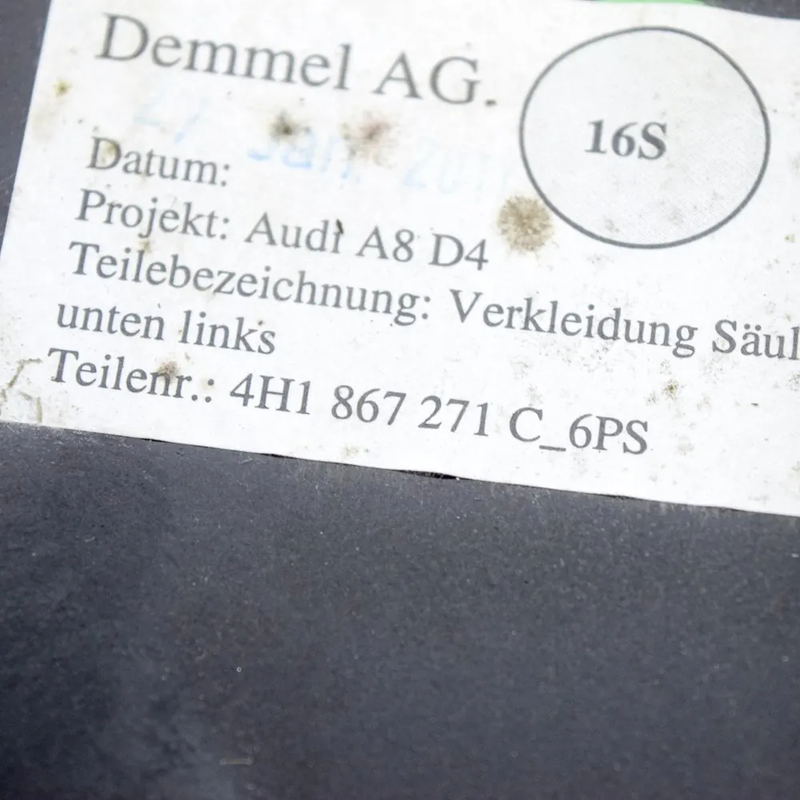 Demmel AG.
16S
Datum:
Projekt: Audi A8 D4
Teilebezeichnung: Verkleidung Säul
unten links
Teilenr.: 4H1 867 271 C_6PS